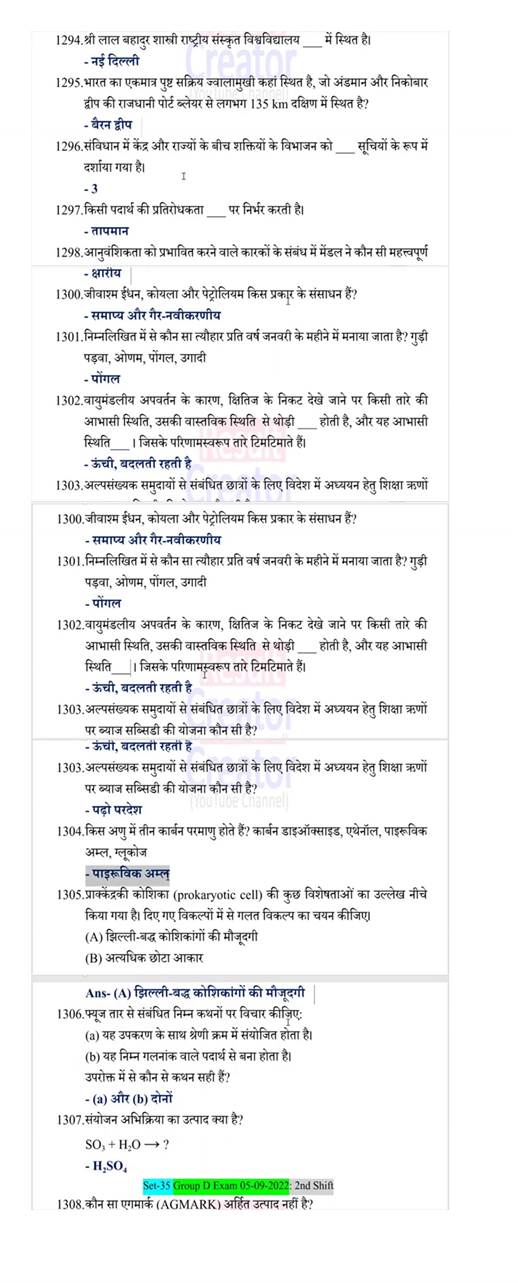 1294.श्री लाल बहादुर शास्त्री राष्ट्रीय संस्कृत विश्वविद्यालय ____ में स्थित है।
- नई दिल्ली
1295.भारत का एकमात्र पुष्ट सक्रिय ज्वालामुखी कहां स्थित है, जो अंडमान और निकोबार
द्वीप की राजधानी पोर्ट ब्लेयर से लगभग 135 km दक्षिण में स्थित है?
- बैरन द्वीप
1296.संविधान में केंद्र और राज्यों के बीच शक्तियों के विभाजन को ____ सूचियों के रूप में
दर्शाया गया है।
- 3
1297.किसी पदार्थ की प्रतिरोधकता ____ पर निर्भर करती है।
- तापमान
1298.आनुवंशिकता को प्रभावित करने वाले कारकों के संबंध में मेंडल ने कौन सी महत्त्वपूर्ण
- क्षारीय
1300.जीवाश्म ईंधन, कोयला और पेट्रोलियम किस प्रकार के संसाधन हैं?
- समाप्य और गैर-नवीकरणीय
1301.निम्नलिखित में से कौन सा त्यौहार प्रति वर्ष जनवरी के महीने में मनाया जाता है? गुड़ी
पड़वा, ओणम, पोंगल, उगादी
- पोंगल
1302.वायुमंडलीय अपवर्तन के कारण, क्षितिज के निकट देखे जाने पर किसी तारे की
आभासी स्थिति, उसकी वास्तविक स्थिति से थोड़ी ____ होती है, और यह आभासी
स्थिति____। जिसके परिणामस्वरूप तारे टिमटिमाते हैं।
- ऊंची, बदलती रहती है
1303.अल्पसंख्यक समुदायों से संबंधित छात्रों के लिए विदेश में अध्ययन हेतु शिक्षा ऋणों
1300.जीवाश्म ईंधन, कोयला और पेट्रोलियम किस प्रकार के संसाधन हैं?
- समाप्य और गैर-नवीकरणीय
1301.निम्नलिखित में से कौन सा त्यौहार प्रति वर्ष जनवरी के महीने में मनाया जाता है? गुड़ी
पड़वा, ओणम, पोंगल, उगादी
- पोंगल
1302.वायुमंडलीय अपवर्तन के कारण, क्षितिज के निकट देखे जाने पर किसी तारे की
आभासी स्थिति, उसकी वास्तविक स्थिति से थोड़ी ____ होती है, और यह आभासी
स्थिति____। जिसके परिणामस्वरूप तारे टिमटिमाते हैं।
- ऊंची, बदलती रहती है
1303.अल्पसंख्यक समुदायों से संबंधित छात्रों के लिए विदेश में अध्ययन हेतु शिक्षा ऋणों
पर ब्याज सब्सिडी की योजना कौन सी है?
- ऊंची, बदलती रहती है
1303.अल्पसंख्यक समुदायों से संबंधित छात्रों के लिए विदेश में अध्ययन हेतु शिक्षा ऋणों
पर ब्याज सब्सिडी की योजना कौन सी है?
- पढ़ो परदेश
1304.किस अणु में तीन कार्बन परमाणु होते हैं? कार्बन डाइऑक्साइड, एथेनॉल, पाइरूविक
अम्ल, ग्लूकोज
- पाइरूविक अम्ल
1305.प्राक्केंद्रकी कोशिका (prokaryotic cell) की कुछ विशेषताओं का उल्लेख नीचे
किया गया है। दिए गए विकल्पों में से गलत विकल्प का चयन कीजिए।
(A) झिल्ली-बद्ध कोशिकांगों की मौजूदगी
(B) अत्यधिक छोटा आकार
Ans- (A) झिल्ली-बद्ध कोशिकांगों की मौजूदगी
1306.फ्यूज तार से संबंधित निम्न कथनों पर विचार कीजिए:
(a) यह उपकरण के साथ श्रेणी क्रम में संयोजित होता है।
(b) यह निम्न गलनांक वाले पदार्थ से बना होता है।
उपरोक्त में से कौन से कथन सही हैं?
- (a) और (b) दोनों
1307.संयोजन अभिक्रिया का उत्पाद क्या है?
SO₃ + H₂O → ?
- H₂SO₄
Set-35 Group D Exam 05-09-2022: 2nd Shift
1308.कौन सा एगमार्क (AGMARK) अर्हित उत्पाद नहीं है?